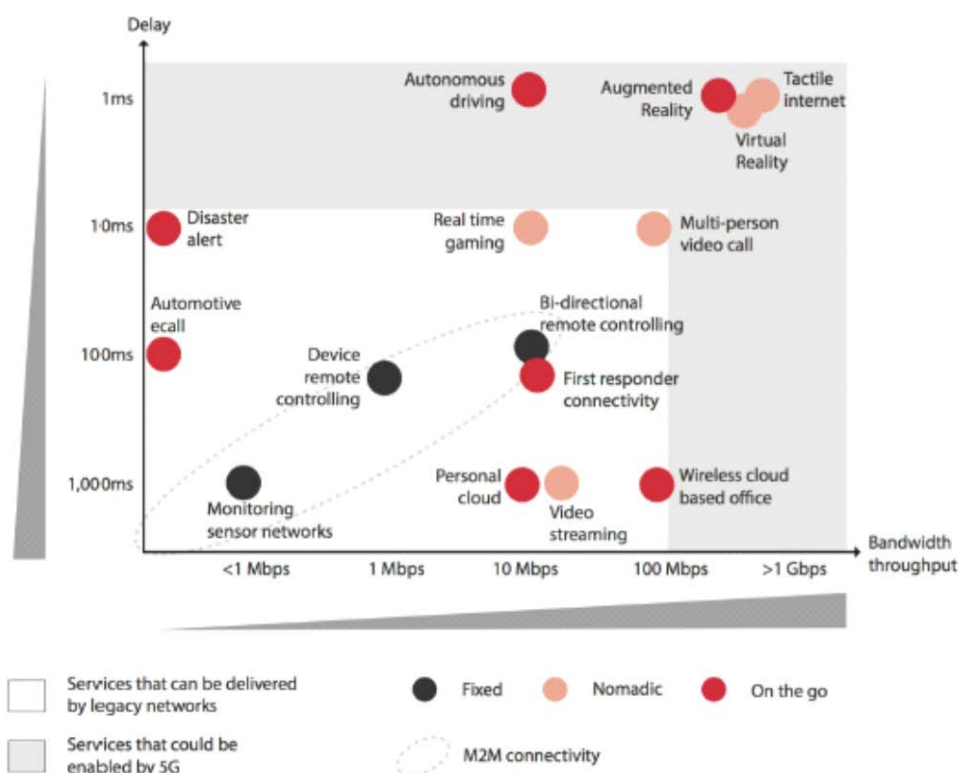 Delay
1ms
Autonomous
driving
Augmented
Reality
Tactile
internet
Virtual
Reality
10ms
Disaster
alert
Real time
gaming
Multi-person
video call
Automotive
ecall
Bi-directional
remote controlling
100ms
Device
remote
controlling
First responder
connectivity
1,000ms
Monitoring
sensor networks
Personal
cloud
Video
streaming
Wireless cloud
based office
Bandwidth
throughput
<1 Mbps
1 Mbps
10 Mbps
100 Mbps
>1 Gbps
Services that can be delivered
by legacy networks
Fixed
Nomadic
On the go
Services that could be
enabled by 5G
M2M connectivity